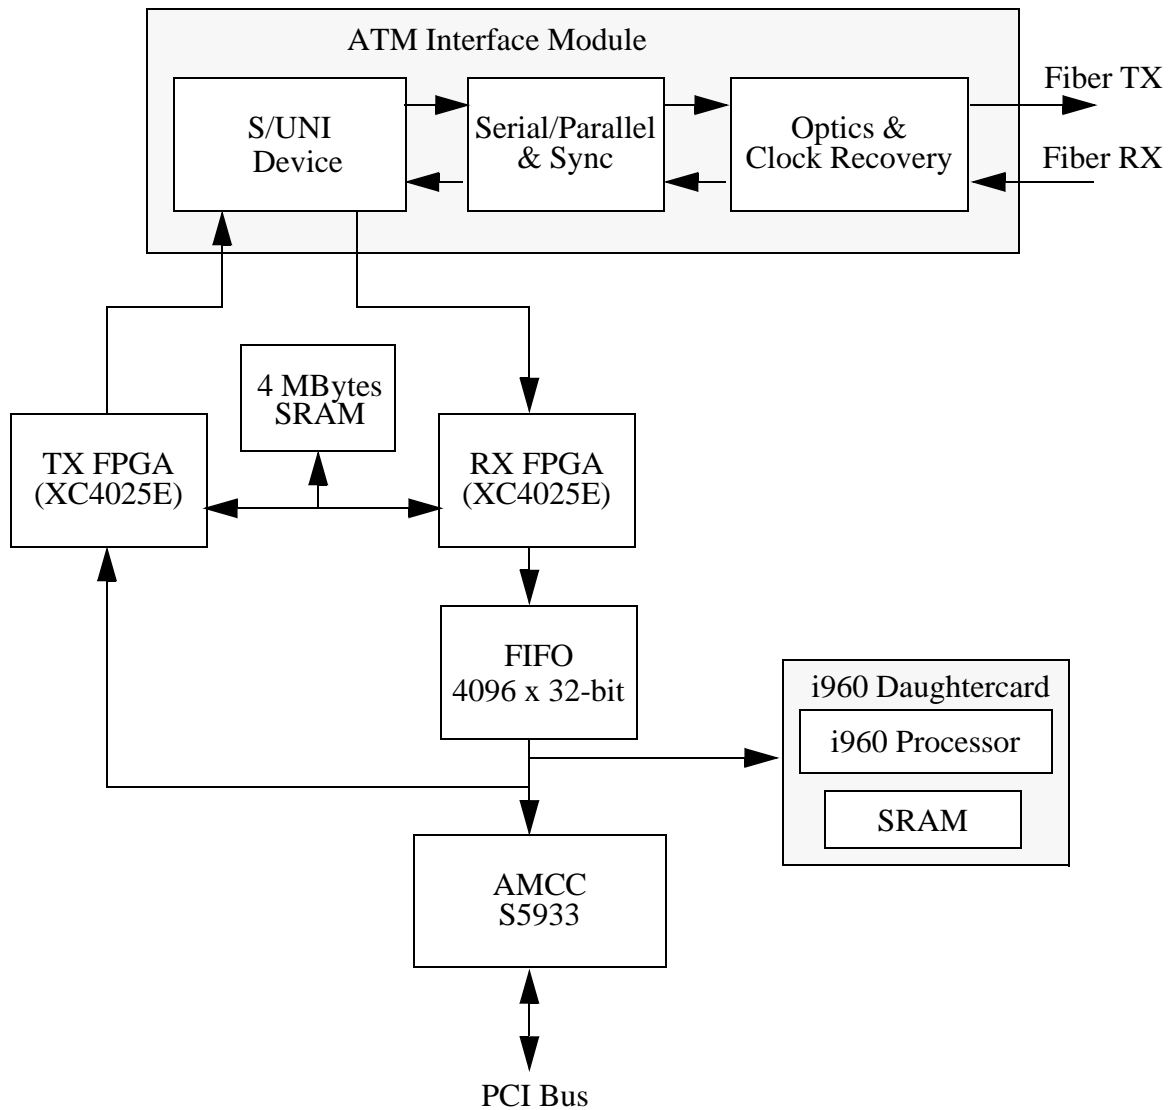 ATM Interface Module
Fiber TX
S/UNI
Device
Serial/Parallel
& Sync
Optics &
Clock Recovery
Fiber RX
4 MBytes
SRAM
TX FPGA
(XC4025E)
RX FPGA
(XC4025E)
FIFO
4096 x 32-bit
i960 Daughtercard
i960 Processor
SRAM
AMCC
S5933
PCI Bus